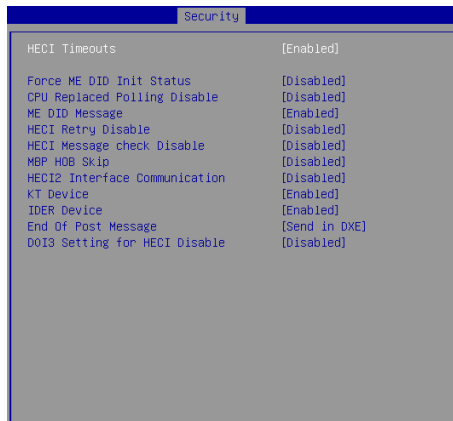 Security
HECI Timeouts [Enabled]
Force ME DID Init Status [Disabled]
CPU Replaced Polling Disable [Disabled]
ME DID Message [Enabled]
HECI Retry Disable [Disabled]
HECI Message check Disable [Disabled]
MBP HOB Skip [Disabled]
HECI2 Interface Communication [Disabled]
KT Device [Enabled]
IDER Device [Enabled]
End Of Post Message [Send in DXE]
D0I3 Setting for HECI Disable [Disabled]